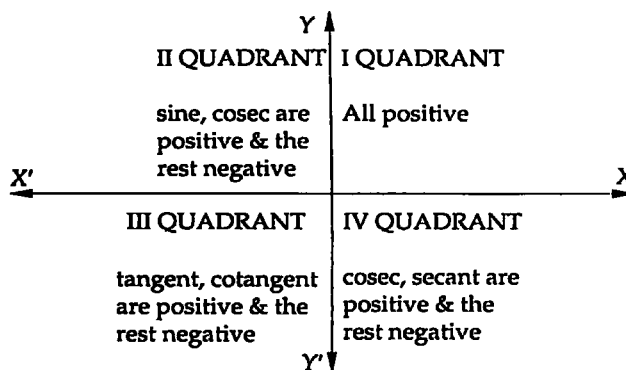 Y
II QUADRANT
I QUADRANT
sine, cosec are
positive & the
rest negative
All positive
X'
X
III QUADRANT
IV QUADRANT
tangent, cotangent
are positive & the
rest negative
cosec, secant are
positive & the
rest negative
Y'